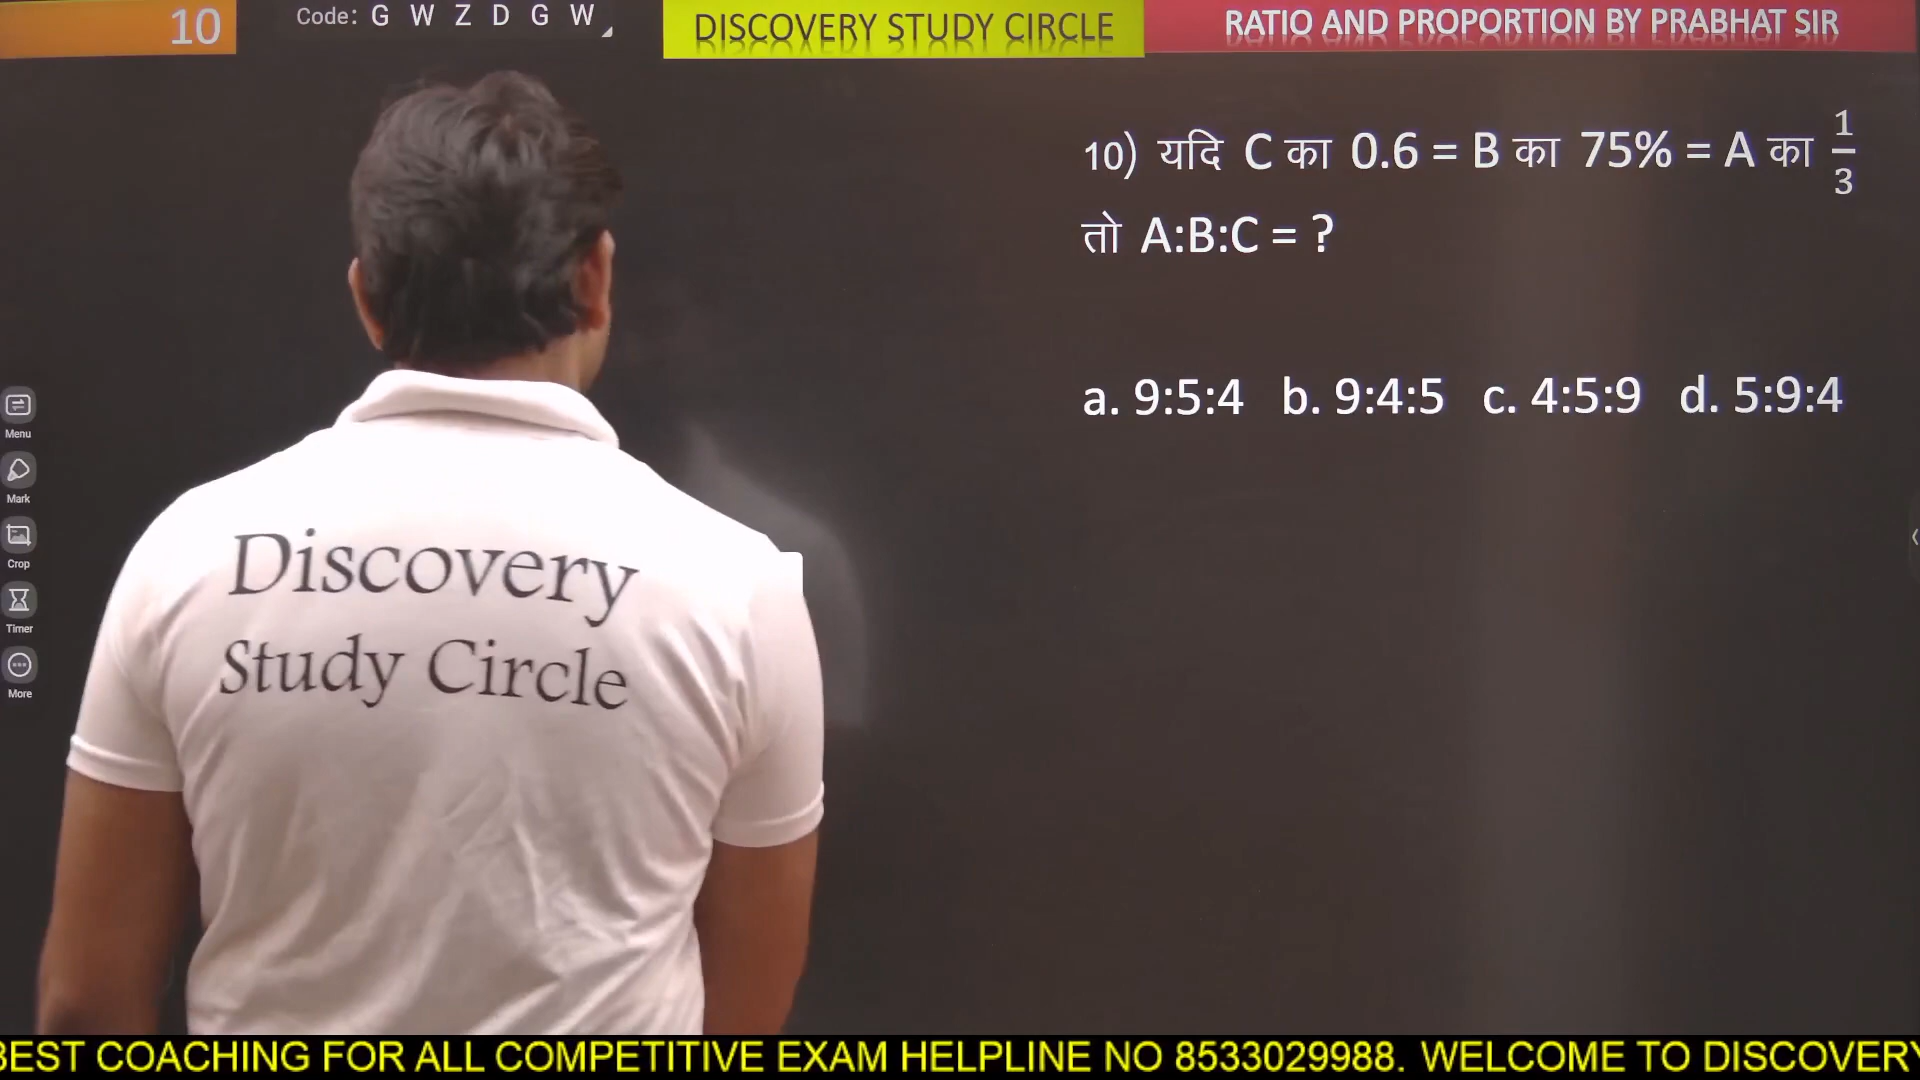 10
Code: G W Z D G W
DISCOVERY STUDY CIRCLE
RATIO AND PROPORTION BY PRABHAT SIR
10) यदि C का 0.6 = B का 75% = A का 1/3
तो A:B:C = ?
a. 9:5:4 b. 9:4:5 c. 4:5:9 d. 5:9:4
Menu
Mark
Crop
Timer
More
Discovery
Study Circle
BEST COACHING FOR ALL COMPETITIVE EXAM HELPLINE NO 8533029988. WELCOME TO DISCOVERY